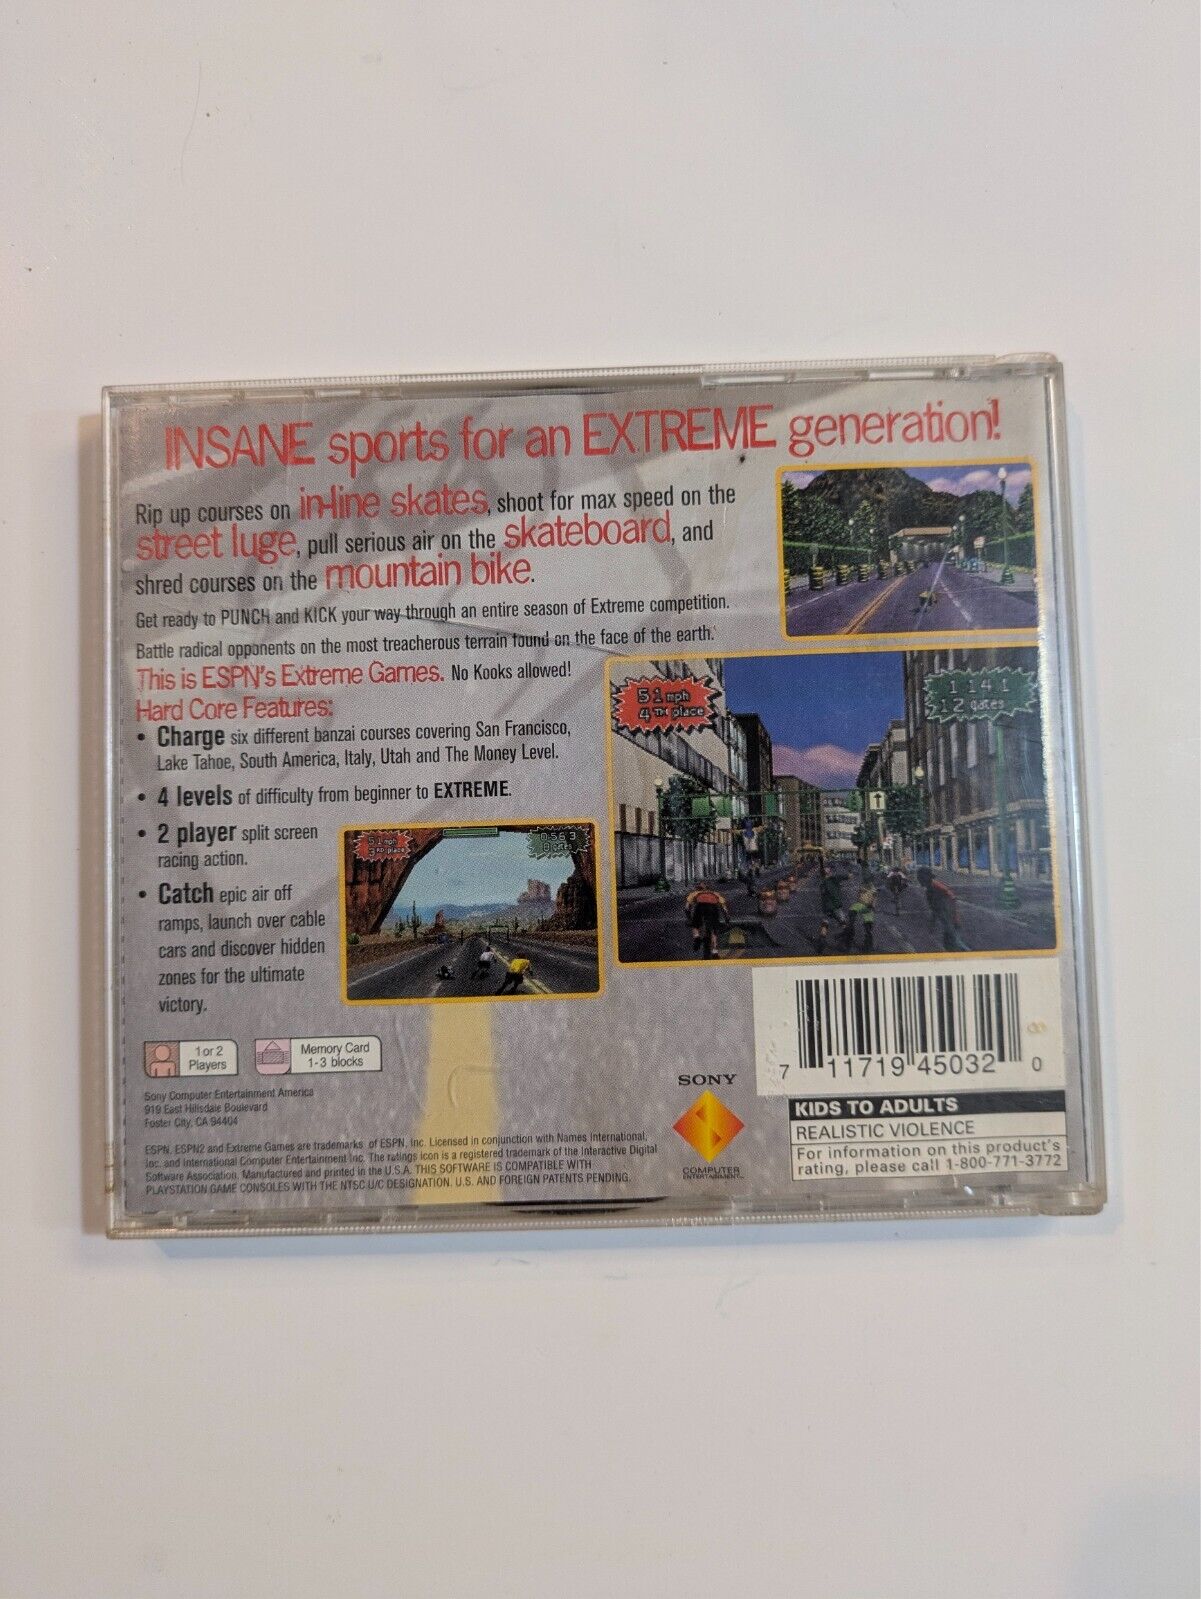 INSANE sports for an EXTREME generation!
Rip up courses on in-line skates, shoot for max speed on the
street luge, pull serious air on the skateboard, and
shred courses on the mountain bike.
Get ready to PUNCH and KICK your way through an entire season of Extreme competition.
Battle radical opponents on the most treacherous terrain found on the face of the earth.
This is ESPN's Extreme Games. No Kooks allowed!
Hard Core Features:
• Charge six different banzai courses covering San Francisco,
Lake Tahoe, South America, Italy, Utah and The Money Level.
• 4 levels of difficulty from beginner to EXTREME.
• 2 player split screen
racing action.
• Catch epic air off
ramps, launch over cable
cars and discover hidden
zones for the ultimate
victory.
51 mph
4TH place
1 14.1
12 gates
51 mph
3RD place
0.56.3
8 gates
1 or 2
Players
Memory Card
1-3 blocks
Sony Computer Entertainment America
919 East Hillsdale Boulevard
Foster City, CA 94404
ESPN, ESPN2 and Extreme Games are trademarks of ESPN, Inc. Licensed in conjunction with Names International,
Inc. and International Computer Entertainment Inc. The ratings icon is a registered trademark of the Interactive Digital
Software Association. Manufactured and printed in the U.S.A. THIS SOFTWARE IS COMPATIBLE WITH
PLAYSTATION GAME CONSOLES WITH THE NTSC U/C DESIGNATION. U.S. AND FOREIGN PATENTS PENDING.
SONY
COMPUTER
ENTERTAINMENT
7 11719 45032 0
KIDS TO ADULTS
REALISTIC VIOLENCE
For information on this product's
rating, please call 1-800-771-3772